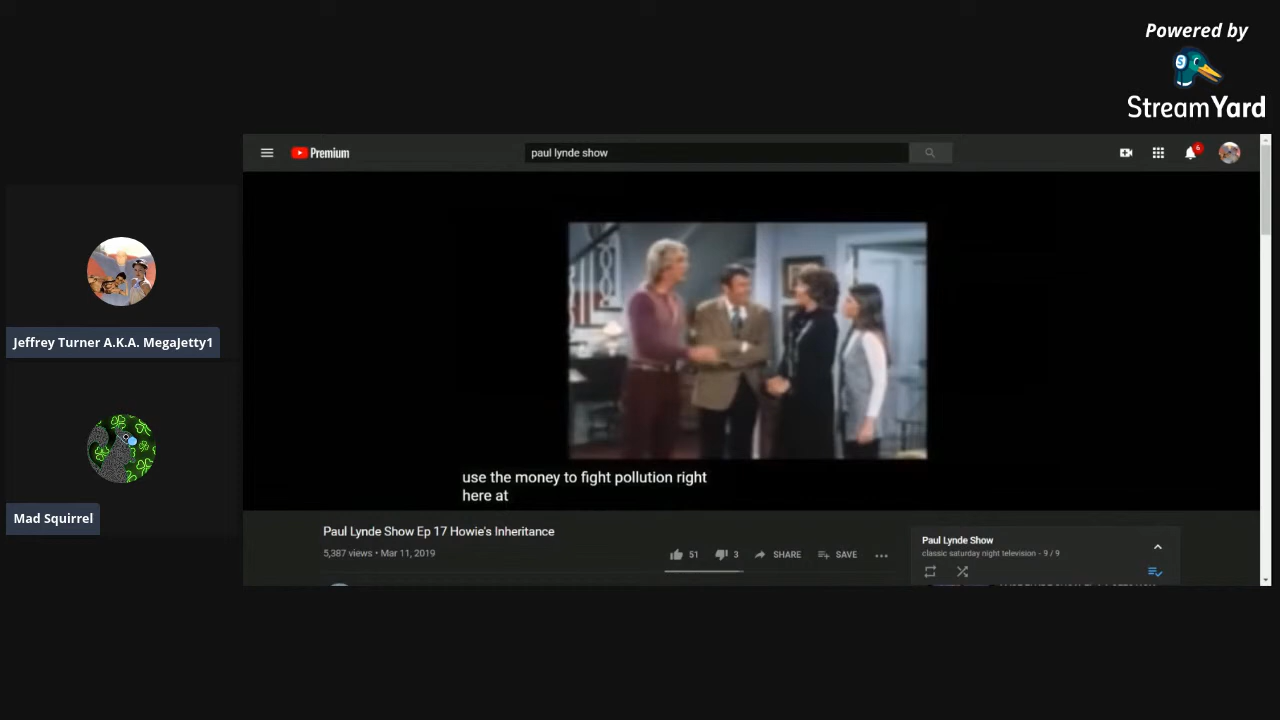 Powered by
StreamYard
Premium
paul lynde show
6
Jeffrey Turner A.K.A. MegaJetty1
Mad Squirrel
use the money to fight pollution right
here at
Paul Lynde Show Ep 17 Howie's Inheritance
5,387 views • Mar 11, 2019
51
3
SHARE
SAVE
Paul Lynde Show
classic saturday night television - 9 / 9